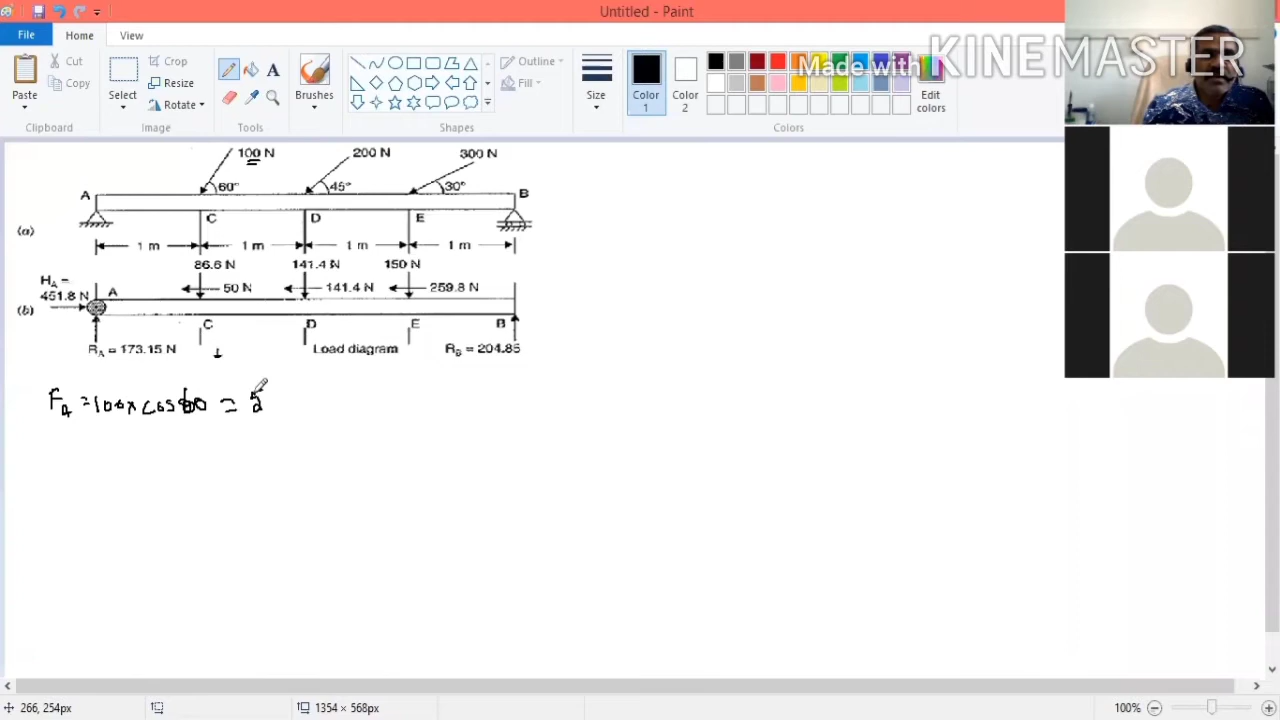 Untitled - Paint
File
Home
View
Paste
Cut
Copy
Clipboard
Select
Crop
Resize
Rotate
Image
Tools
Brushes
Shapes
Outline
Fill
Size
Color 1
Color 2
Colors
Edit colors
Made with KINEMASTER
100 N
200 N
300 N
60°
45°
30°
A
B
C
D
E
(a)
1 m
1 m
1 m
1 m
86.6 N
141.4 N
150 N
H_A =
451.8 N
A
50 N
141.4 N
259.8 N
(b)
C
D
E
B
R_A = 173.15 N
Load diagram
R_B = 204.85
=100×cos60 =
266, 254px
1354 × 568px
100%